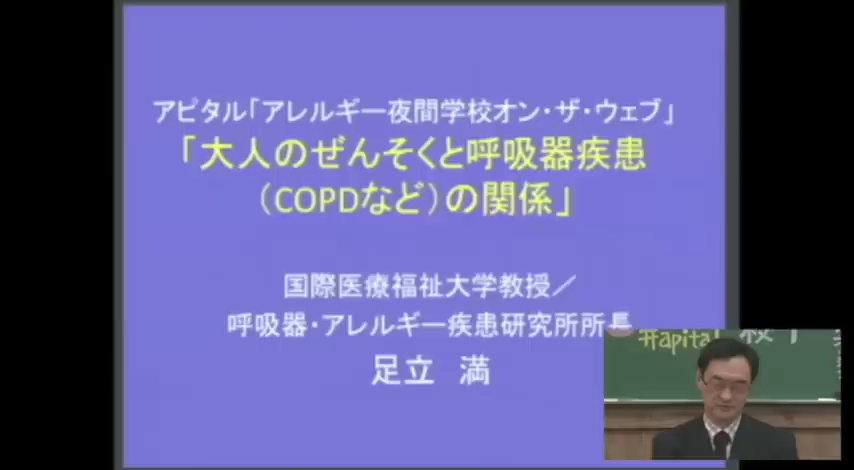 アピタル「アレルギー夜間学校オン・ザ・ウェブ」
「大人のぜんそくと呼吸器疾患
（COPDなど）の関係」
国際医療福祉大学教授／
呼吸器・アレルギー疾患研究所所長
足立　満
apital